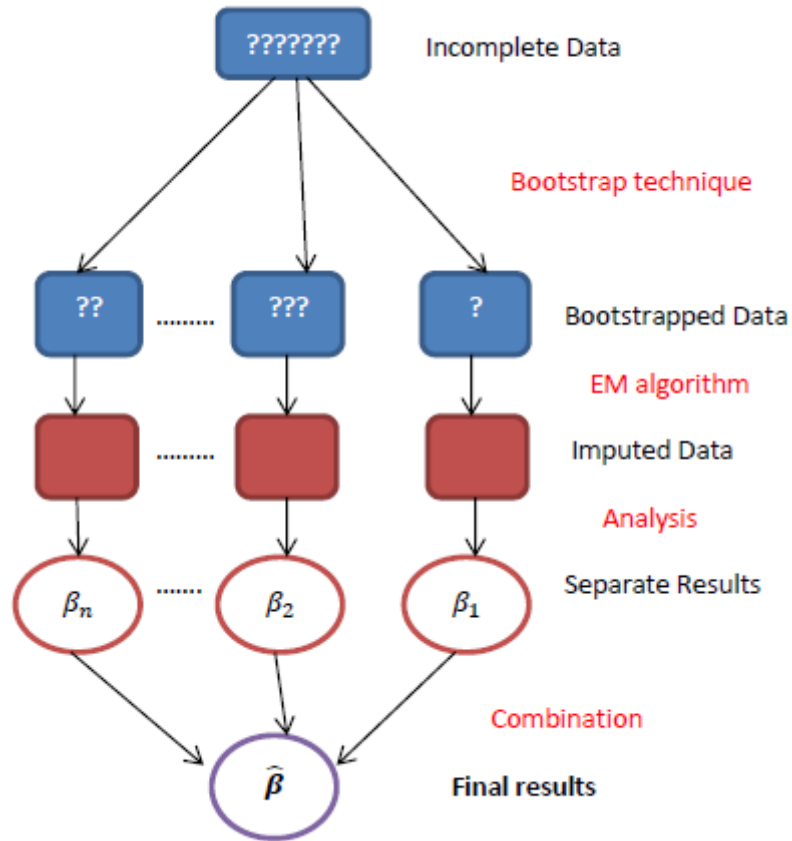 ???????
Incomplete Data
Bootstrap technique
?? ......... ??? ?
Bootstrapped Data
EM algorithm
.........
Imputed Data
Analysis
βₙ ....... β₂ β₁
Separate Results
Combination
β̂
Final results